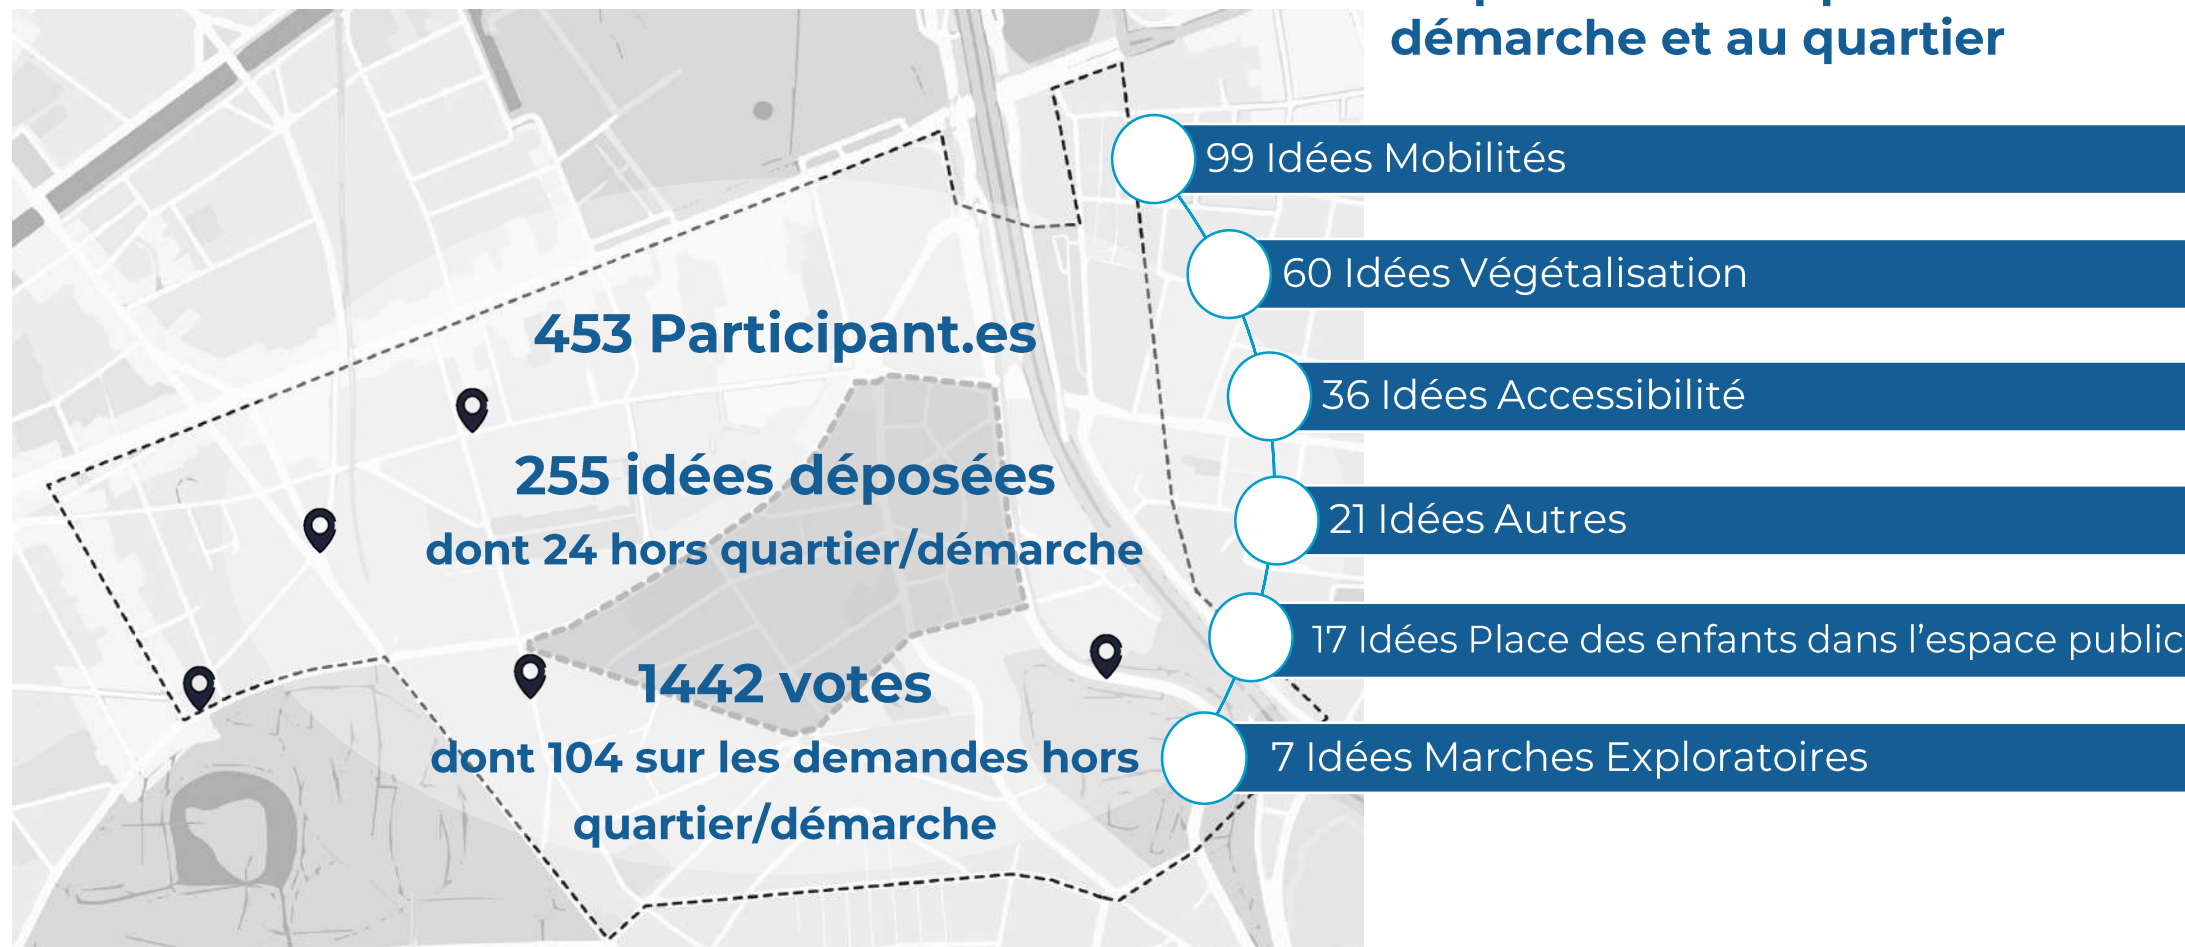 démarche et au quartier
99 Idées Mobilités
60 Idées Végétalisation
453 Participant.es
36 Idées Accessibilité
255 idées déposées
dont 24 hors quartier/démarche
21 Idées Autres
17 Idées Place des enfants dans l’espace public
1442 votes
dont 104 sur les demandes hors
quartier/démarche
7 Idées Marches Exploratoires